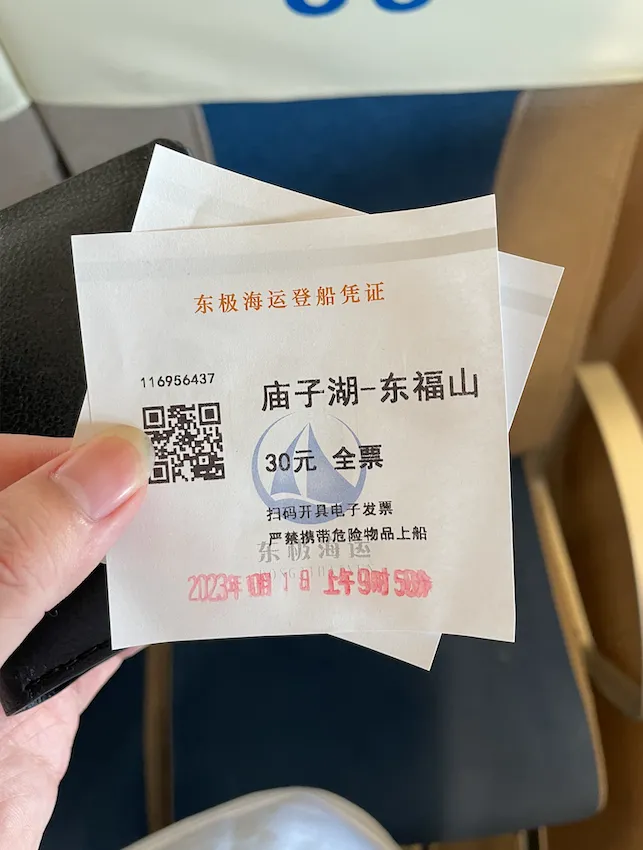 东极海运登船凭证
116956437
庙子湖-东福山
30元 全票
扫码开具电子发票
严禁携带危险物品上船
东极海运
2023年10月 1日 上午9时58分